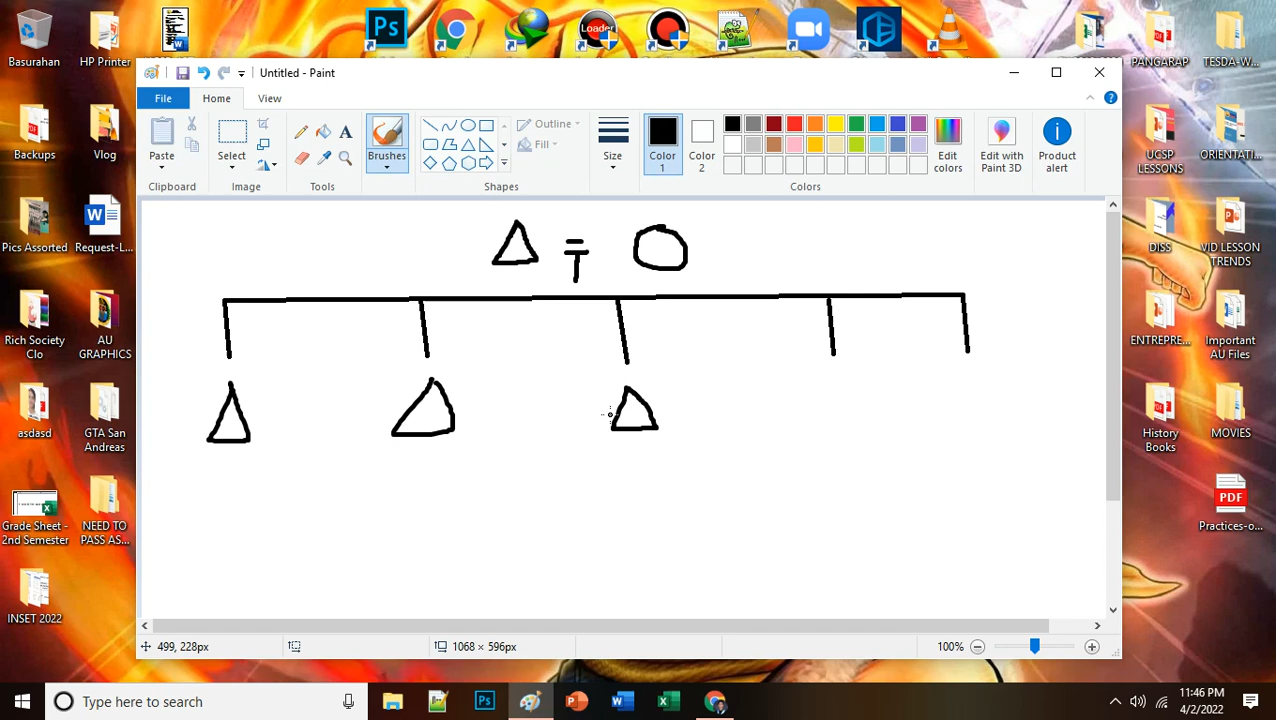 Basurahan
HP Printer
Loader
PANGARAP
TESDA-W...
Untitled - Paint
File
Home
View
Paste
Select
Brushes
Outline
Fill
Size
Color 1
Color 2
Edit colors
Edit with Paint 3D
Product alert
Clipboard
Image
Tools
Shapes
Colors
Backups
Vlog
UCSP LESSONS
ORIENTATI...
Pics Assorted
Request-L...
DISS
VID LESSON TRENDS
Rich Society Clo
AU GRAPHICS
ENTREPRE...
Important AU Files
asdasd
GTA San Andreas
History Books
MOVIES
Grade Sheet - 2nd Semester
NEED TO PASS AS...
PDF
Practices-o...
INSET 2022
499, 228px
1068 × 596px
100%
Type here to search
11:46 PM
4/2/2022